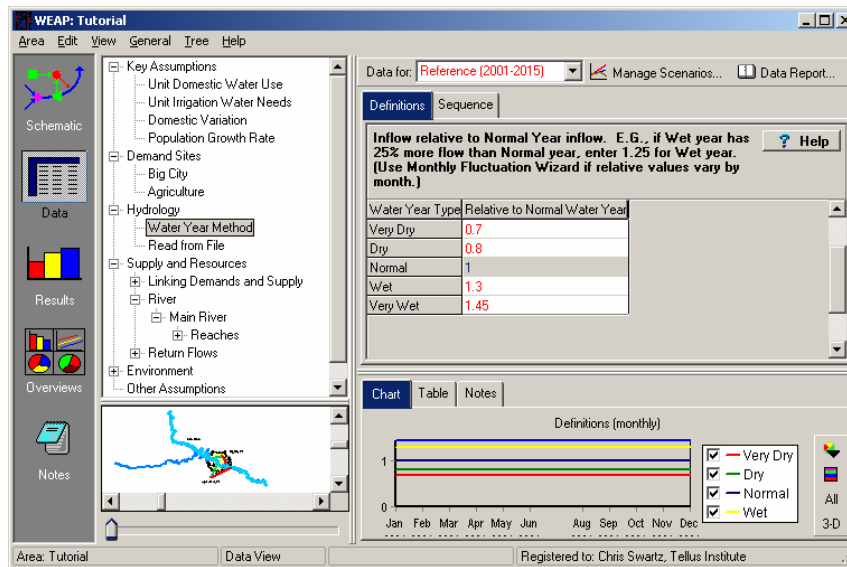 WEAP: Tutorial
Area Edit View General Tree Help
Schematic
Data
Results
Overviews
Notes
Key Assumptions
Unit Domestic Water Use
Unit Irrigation Water Needs
Domestic Variation
Population Growth Rate
Demand Sites
Big City
Agriculture
Hydrology
Water Year Method
Read from File
Supply and Resources
Linking Demands and Supply
River
Main River
Reaches
Return Flows
Environment
Other Assumptions
Data for: Reference (2001-2015) Manage Scenarios... Data Report...
Definitions Sequence
Inflow relative to Normal Year inflow. E.G., if Wet year has
25% more flow than Normal year, enter 1.25 for Wet year.
(Use Monthly Fluctuation Wizard if relative values vary by
month.)
? Help
Water Year Type Relative to Normal Water Year
Very Dry 0.7
Dry 0.8
Normal 1
Wet 1.3
Very Wet 1.45
Chart Table Notes
Definitions (monthly)
1
0
Jan Feb Mar Apr May Jun Aug Sep Oct Nov Dec
Very Dry
Dry
Normal
Wet
All
3-D
Area: Tutorial Data View Registered to: Chris Swartz, Tellus Institute